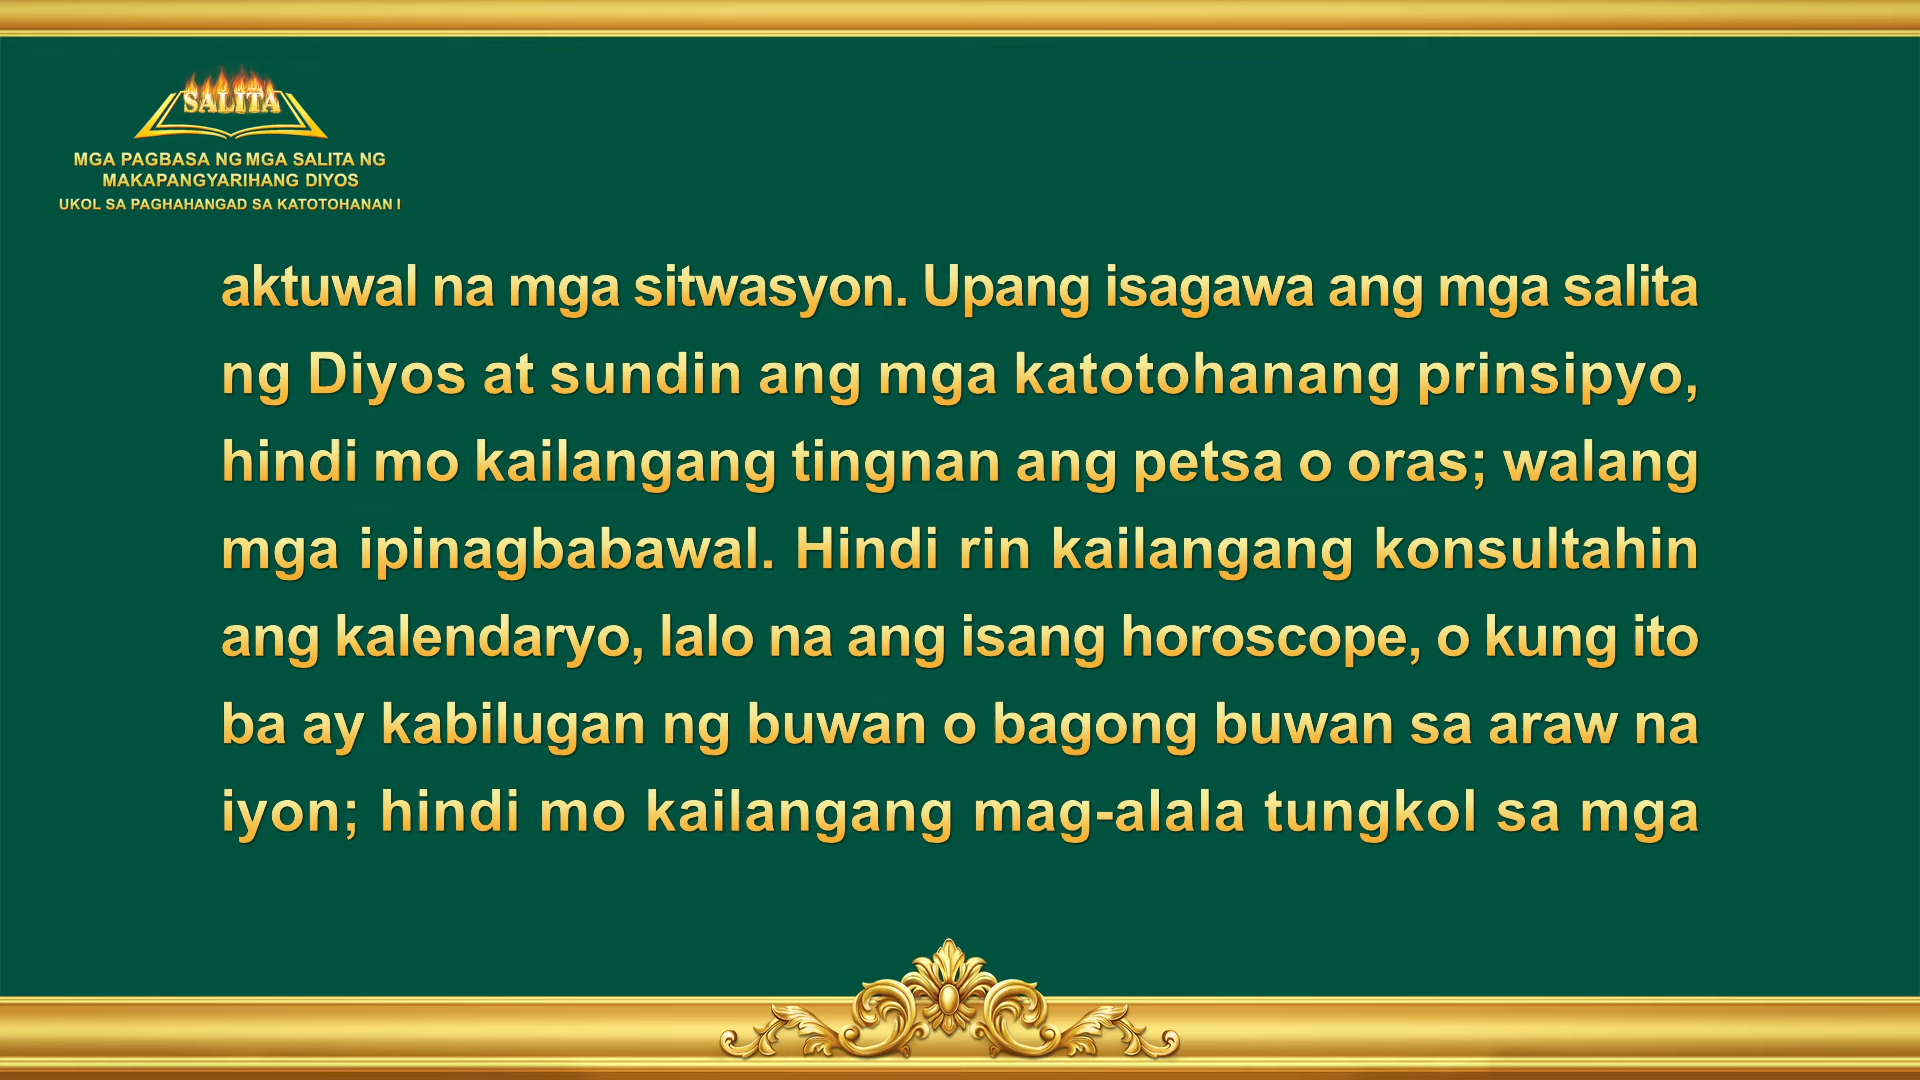 SALITA
MGA PAGBASA NG MGA SALITA NG
MAKAPANGYARIHANG DIYOS
UKOL SA PAGHAHANGAD SA KATOTOHANAN I
aktuwal na mga sitwasyon. Upang isagawa ang mga salita
ng Diyos at sundin ang mga katotohanang prinsipyo,
hindi mo kailangang tingnan ang petsa o oras; walang
mga ipinagbabawal. Hindi rin kailangang konsultahin
ang kalendaryo, lalo na ang isang horoscope, o kung ito
ba ay kabilugan ng buwan o bagong buwan sa araw na
iyon; hindi mo kailangang mag-alala tungkol sa mga